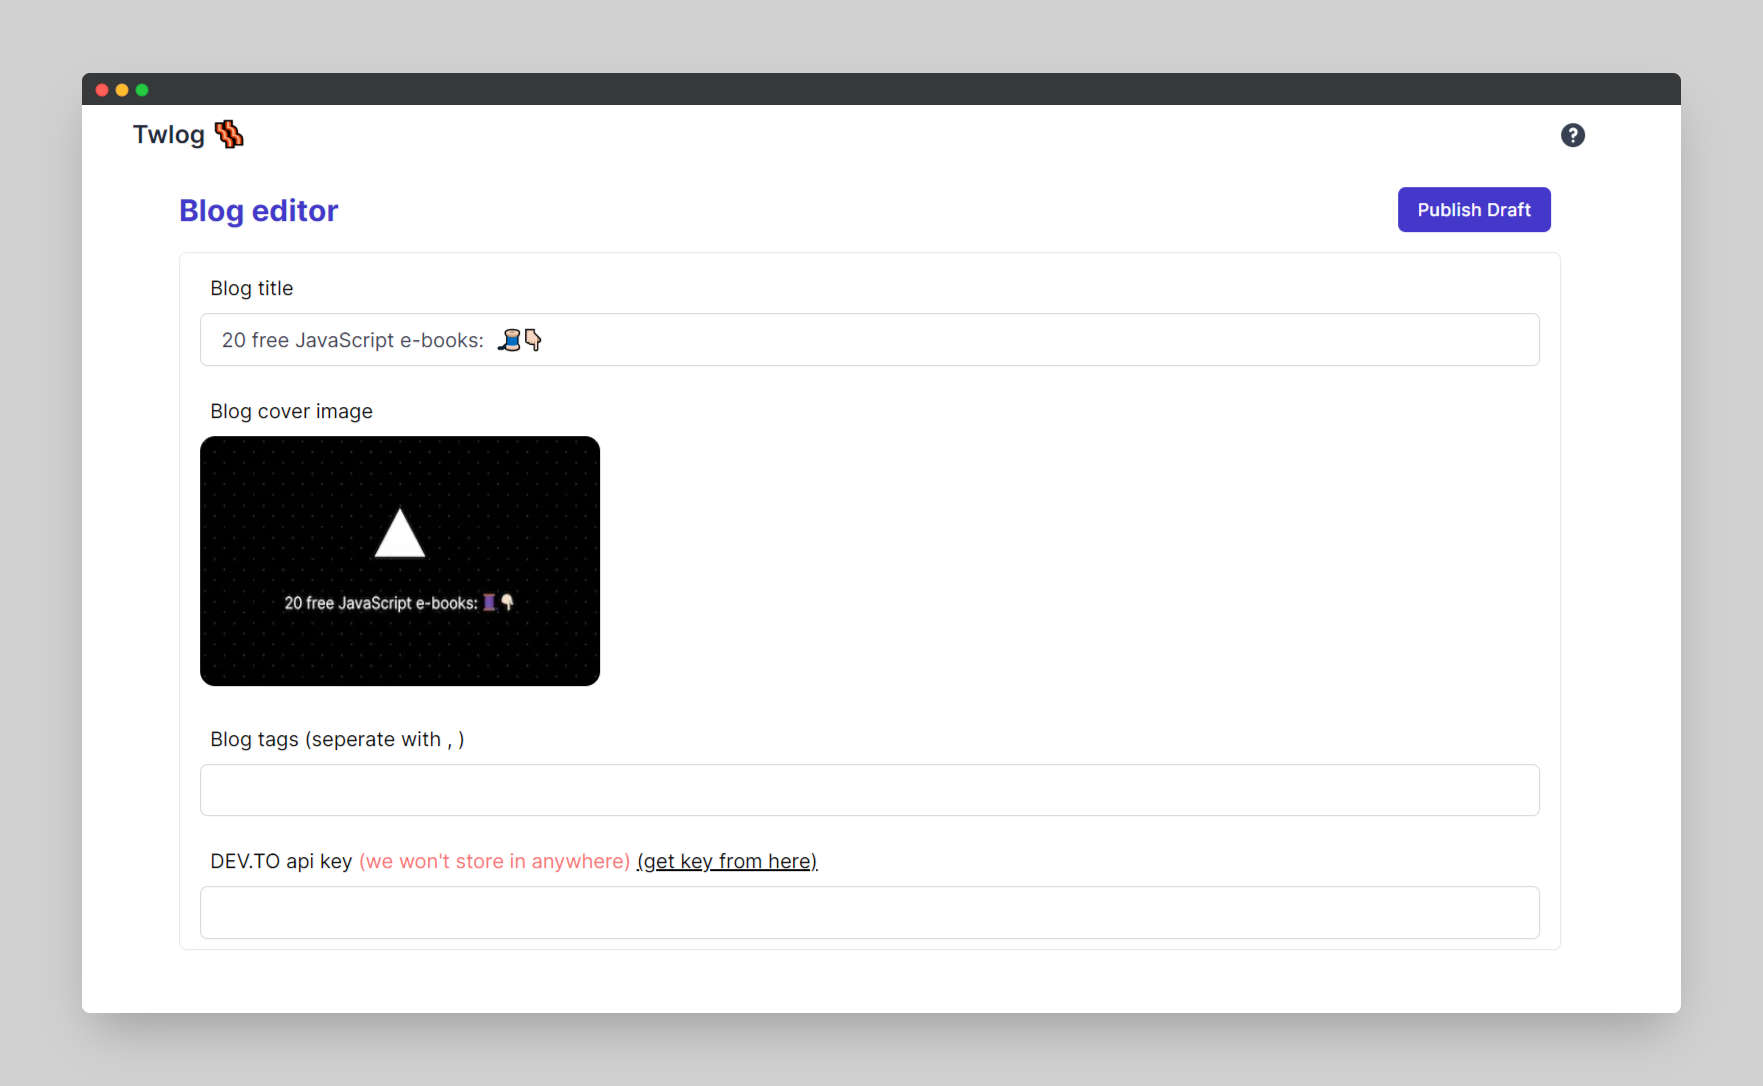 Twlog 🥓
?
Blog editor
Publish Draft
Blog title
20 free JavaScript e-books: 🧵👇🏻
Blog cover image
20 free JavaScript e-books: 🧵👇🏻
Blog tags (seperate with , )
DEV.TO api key (we won't store in anywhere) (get key from here)